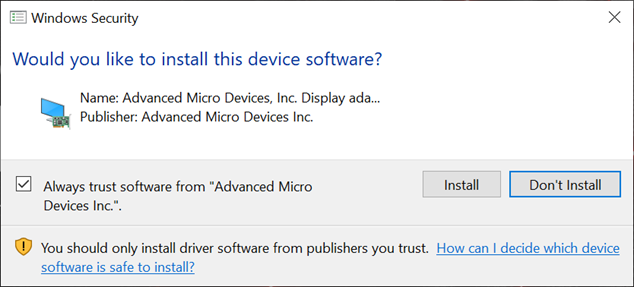 Windows Security
Would you like to install this device software?
Name: Advanced Micro Devices, Inc. Display ada...
Publisher: Advanced Micro Devices Inc.
Always trust software from "Advanced Micro
Devices Inc.".
Install
Don't Install
You should only install driver software from publishers you trust. How can I decide which device
software is safe to install?